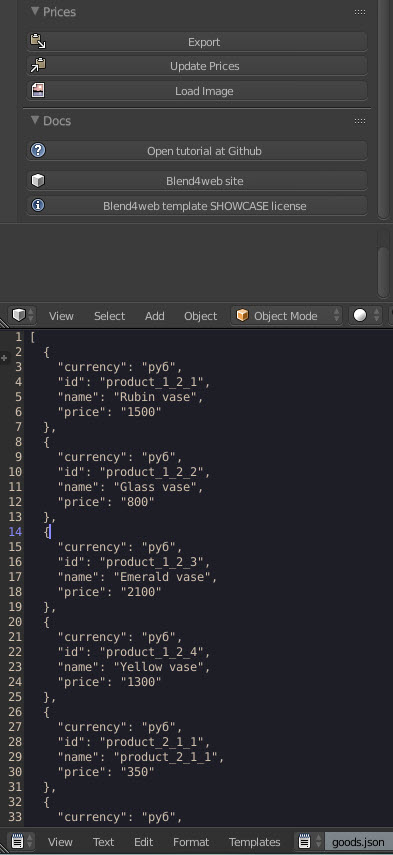 Prices
Export
Update Prices
Load Image
Docs
Open tutorial at Github
Blend4web site
Blend4web template SHOWCASE license
View Select Add Object Object Mode
1 [
2 {
3 "currency": "руб",
4 "id": "product_1_2_1",
5 "name": "Rubin vase",
6 "price": "1500"
7 },
8 {
9 "currency": "руб",
10 "id": "product_1_2_2",
11 "name": "Glass vase",
12 "price": "800"
13 },
14 {
15 "currency": "руб",
16 "id": "product_1_2_3",
17 "name": "Emerald vase",
18 "price": "2100"
19 },
20 {
21 "currency": "руб",
22 "id": "product_1_2_4",
23 "name": "Yellow vase",
24 "price": "1300"
25 },
26 {
27 "currency": "руб",
28 "id": "product_2_1_1",
29 "name": "product_2_1_1",
30 "price": "350"
31 },
32 {
33 "currency": "руб",
View Text Edit Format Templates goods.json